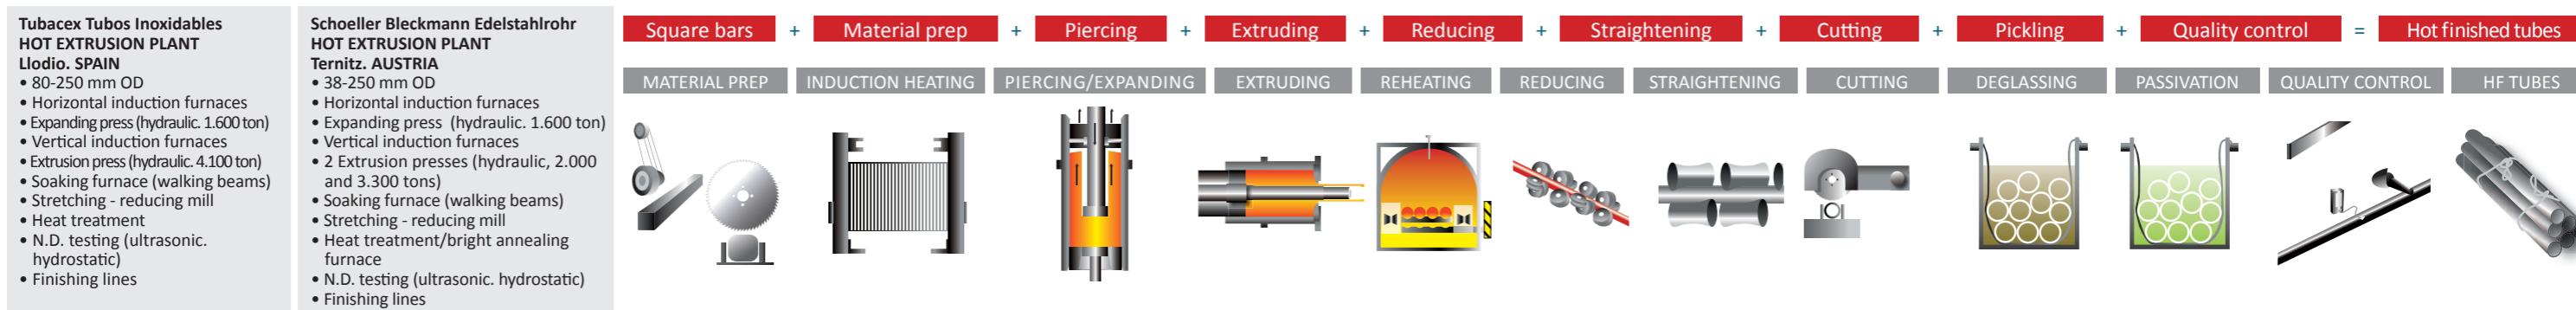 Tubacex Tubos Inoxidables
HOT EXTRUSION PLANT
Llodio. SPAIN
• 80-250 mm OD
• Horizontal induction furnaces
• Expanding press (hydraulic. 1.600 ton)
• Vertical induction furnaces
• Extrusion press (hydraulic. 4.100 ton)
• Soaking furnace (walking beams)
• Stretching - reducing mill
• Heat treatment
• N.D. testing (ultrasonic.
hydrostatic)
• Finishing lines
Schoeller Bleckmann Edelstahlrohr
HOT EXTRUSION PLANT
Ternitz. AUSTRIA
• 38-250 mm OD
• Horizontal induction furnaces
• Expanding press (hydraulic. 1.600 ton)
• Vertical induction furnaces
• 2 Extrusion presses (hydraulic, 2.000
and 3.300 tons)
• Soaking furnace (walking beams)
• Stretching - reducing mill
• Heat treatment/bright annealing
furnace
• N.D. testing (ultrasonic. hydrostatic)
• Finishing lines
Square bars + Material prep + Piercing + Extruding + Reducing + Straightening + Cutting + Pickling + Quality control = Hot finished tubes
MATERIAL PREP INDUCTION HEATING PIERCING/EXPANDING EXTRUDING REHEATING REDUCING STRAIGHTENING CUTTING DEGLASSING PASSIVATION QUALITY CONTROL HF TUBES